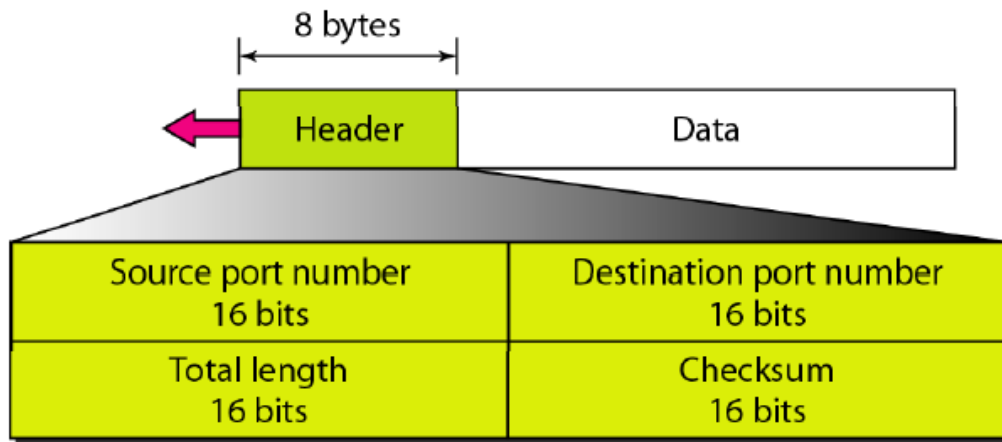 8 bytes
Header
Data
Source port number
16 bits
Destination port number
16 bits
Total length
16 bits
Checksum
16 bits